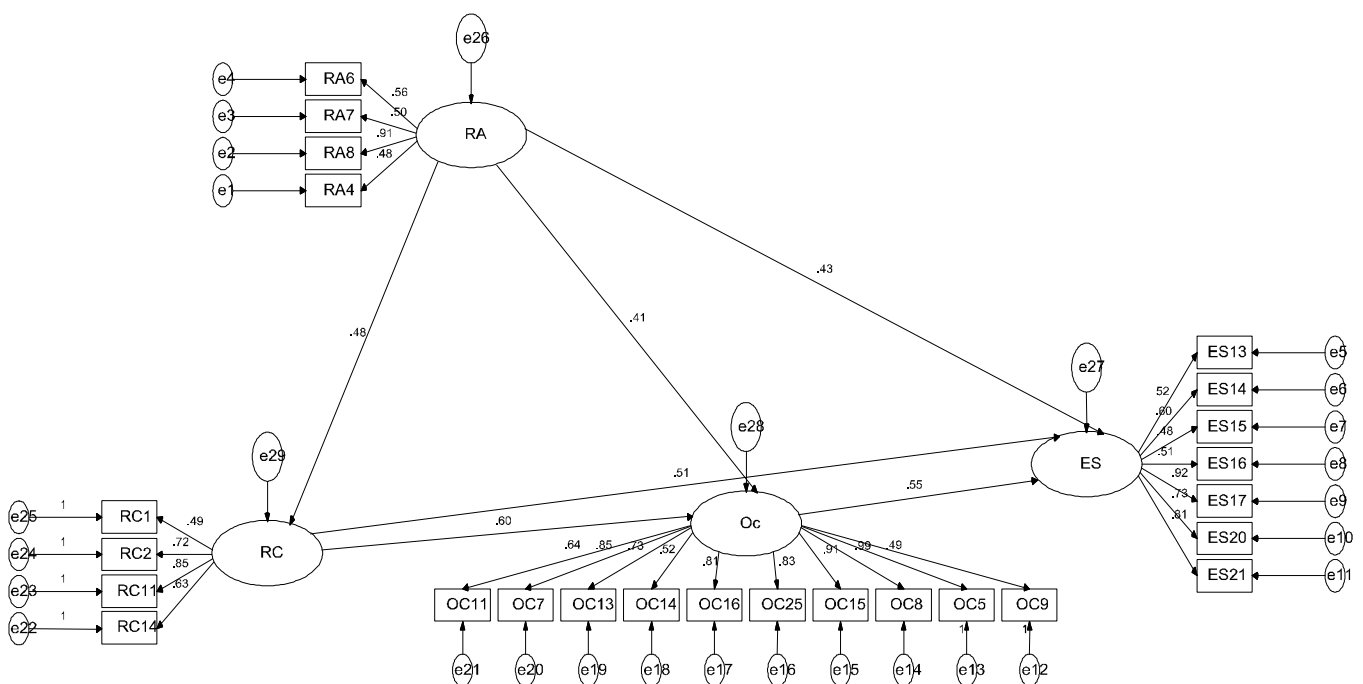 e26
e4 RA6
.56
e3 RA7 .50
RA
e2 RA8 .91
.48
e1 RA4
.43
.48
.41
ES13 e5
e27
52
ES14 e6
.60
e28
ES15 e7
.48
e29
.51
ES
ES16 e8
.51
.92
ES17 e9
.73
.55
1
e25 RC1
.49
.60
Oc
.81
ES20 e10
1
e24 RC2
.72
RC
.64 .85 .73 .52 .81 .83 .91 .99 .49
ES21 e11
.85
1
e23 RC11
.63
1
e22 RC14
OC11 OC7 OC13 OC14 OC16 OC25 OC15 OC8 OC5 OC9
1 1
e21 e20 e19 e18 e17 e16 e15 e14 e13 e12